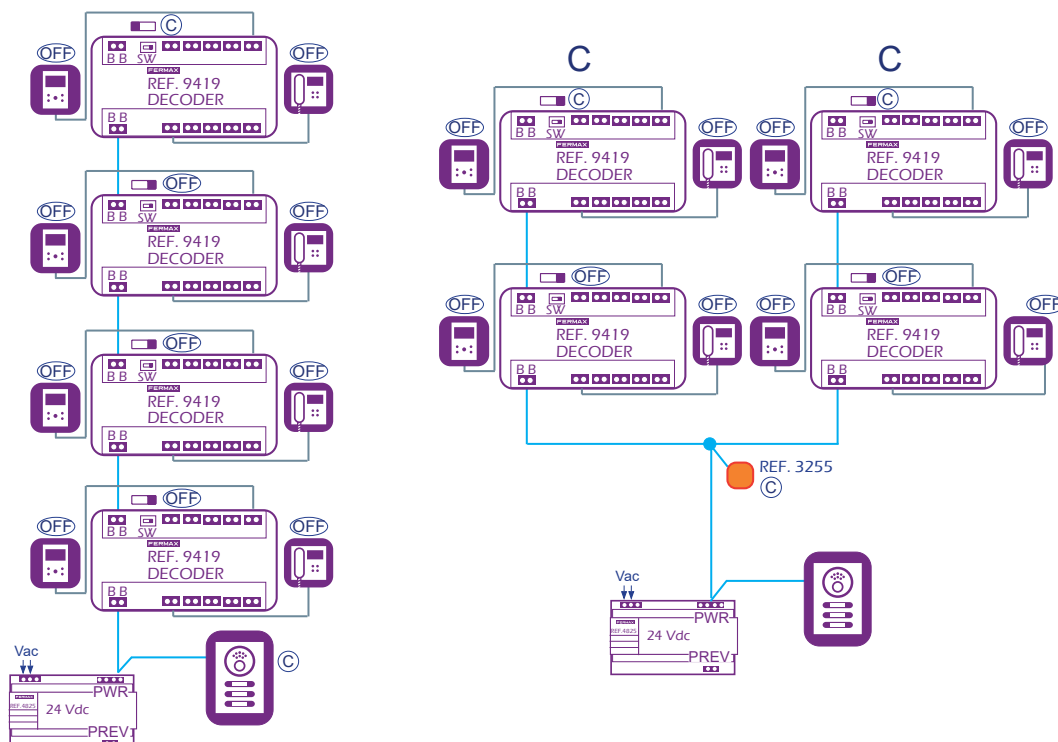 C
OFF
OFF
B B SW
FERMAX
REF. 9419
DECODER
B B
OFF
OFF
OFF
B B SW
FERMAX
REF. 9419
DECODER
B B
OFF
OFF
OFF
B B SW
FERMAX
REF. 9419
DECODER
B B
OFF
OFF
OFF
B B SW
FERMAX
REF. 9419
DECODER
B B
C
Vac
PWR
FERMAX
REF.4825
24 Vdc
PREV
C
C
OFF
OFF
B B SW
FERMAX
REF. 9419
DECODER
B B
OFF
OFF
OFF
B B SW
FERMAX
REF. 9419
DECODER
B B
C
C
OFF
OFF
B B SW
FERMAX
REF. 9419
DECODER
B B
OFF
OFF
OFF
B B SW
FERMAX
REF. 9419
DECODER
B B
REF. 3255
C
Vac
PWR
FERMAX
REF.4825
24 Vdc
PREV